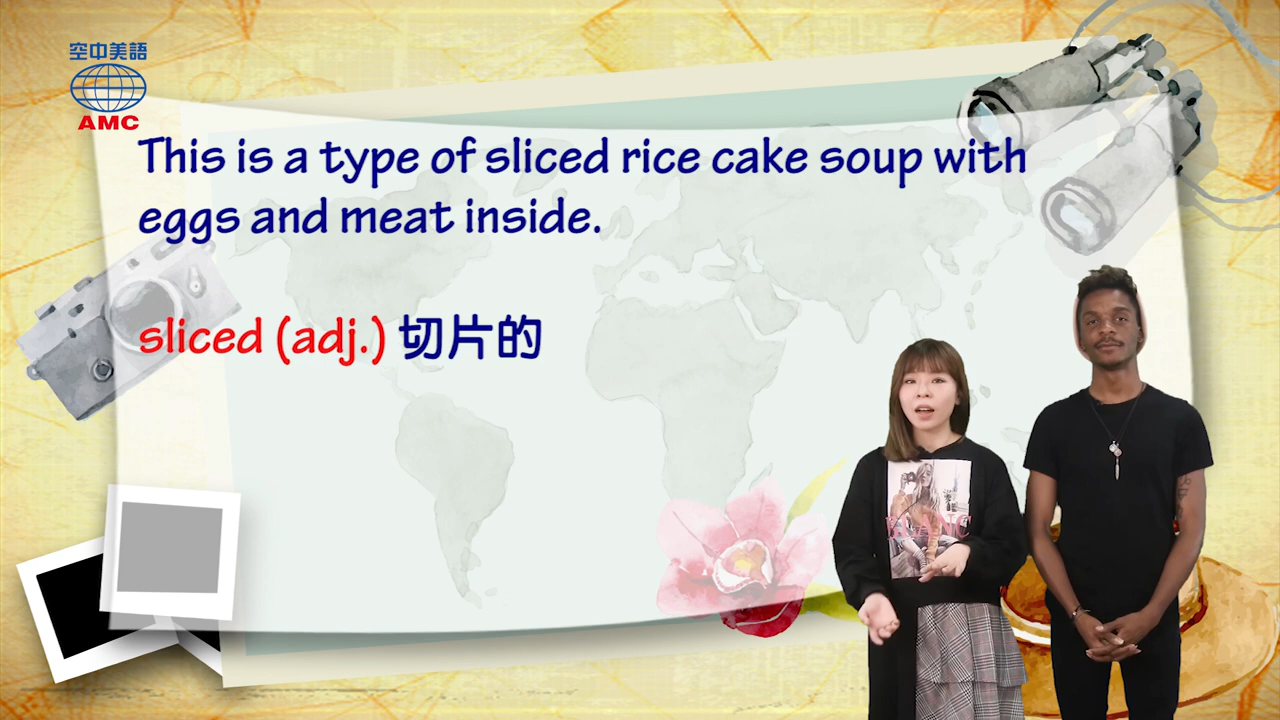 空中美語
AMC
This is a type of sliced rice cake soup with
eggs and meat inside.
sliced (adj.) 切片的